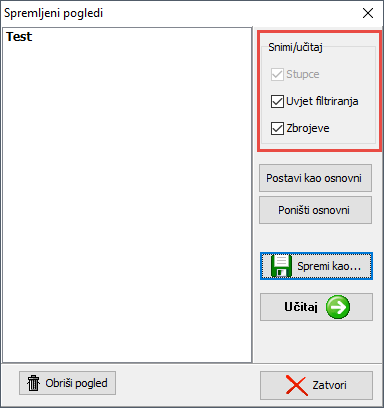 Spremljeni pogledi
Test
Snimi/učitaj
Stupce
Uvjet filtriranja
Zbrojeve
Postavi kao osnovni
Poništi osnovni
Spremi kao...
Učitaj
Obriši pogled
Zatvori